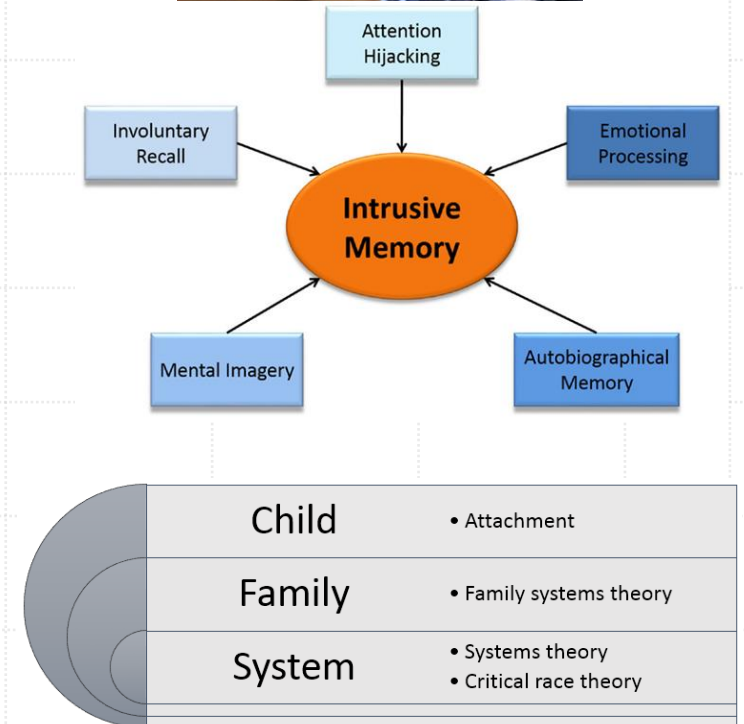 Attention
Hijacking
Involuntary
Recall
Emotional
Processing
Intrusive
Memory
Mental Imagery
Autobiographical
Memory
Child
• Attachment
Family
• Family systems theory
System
• Systems theory
• Critical race theory